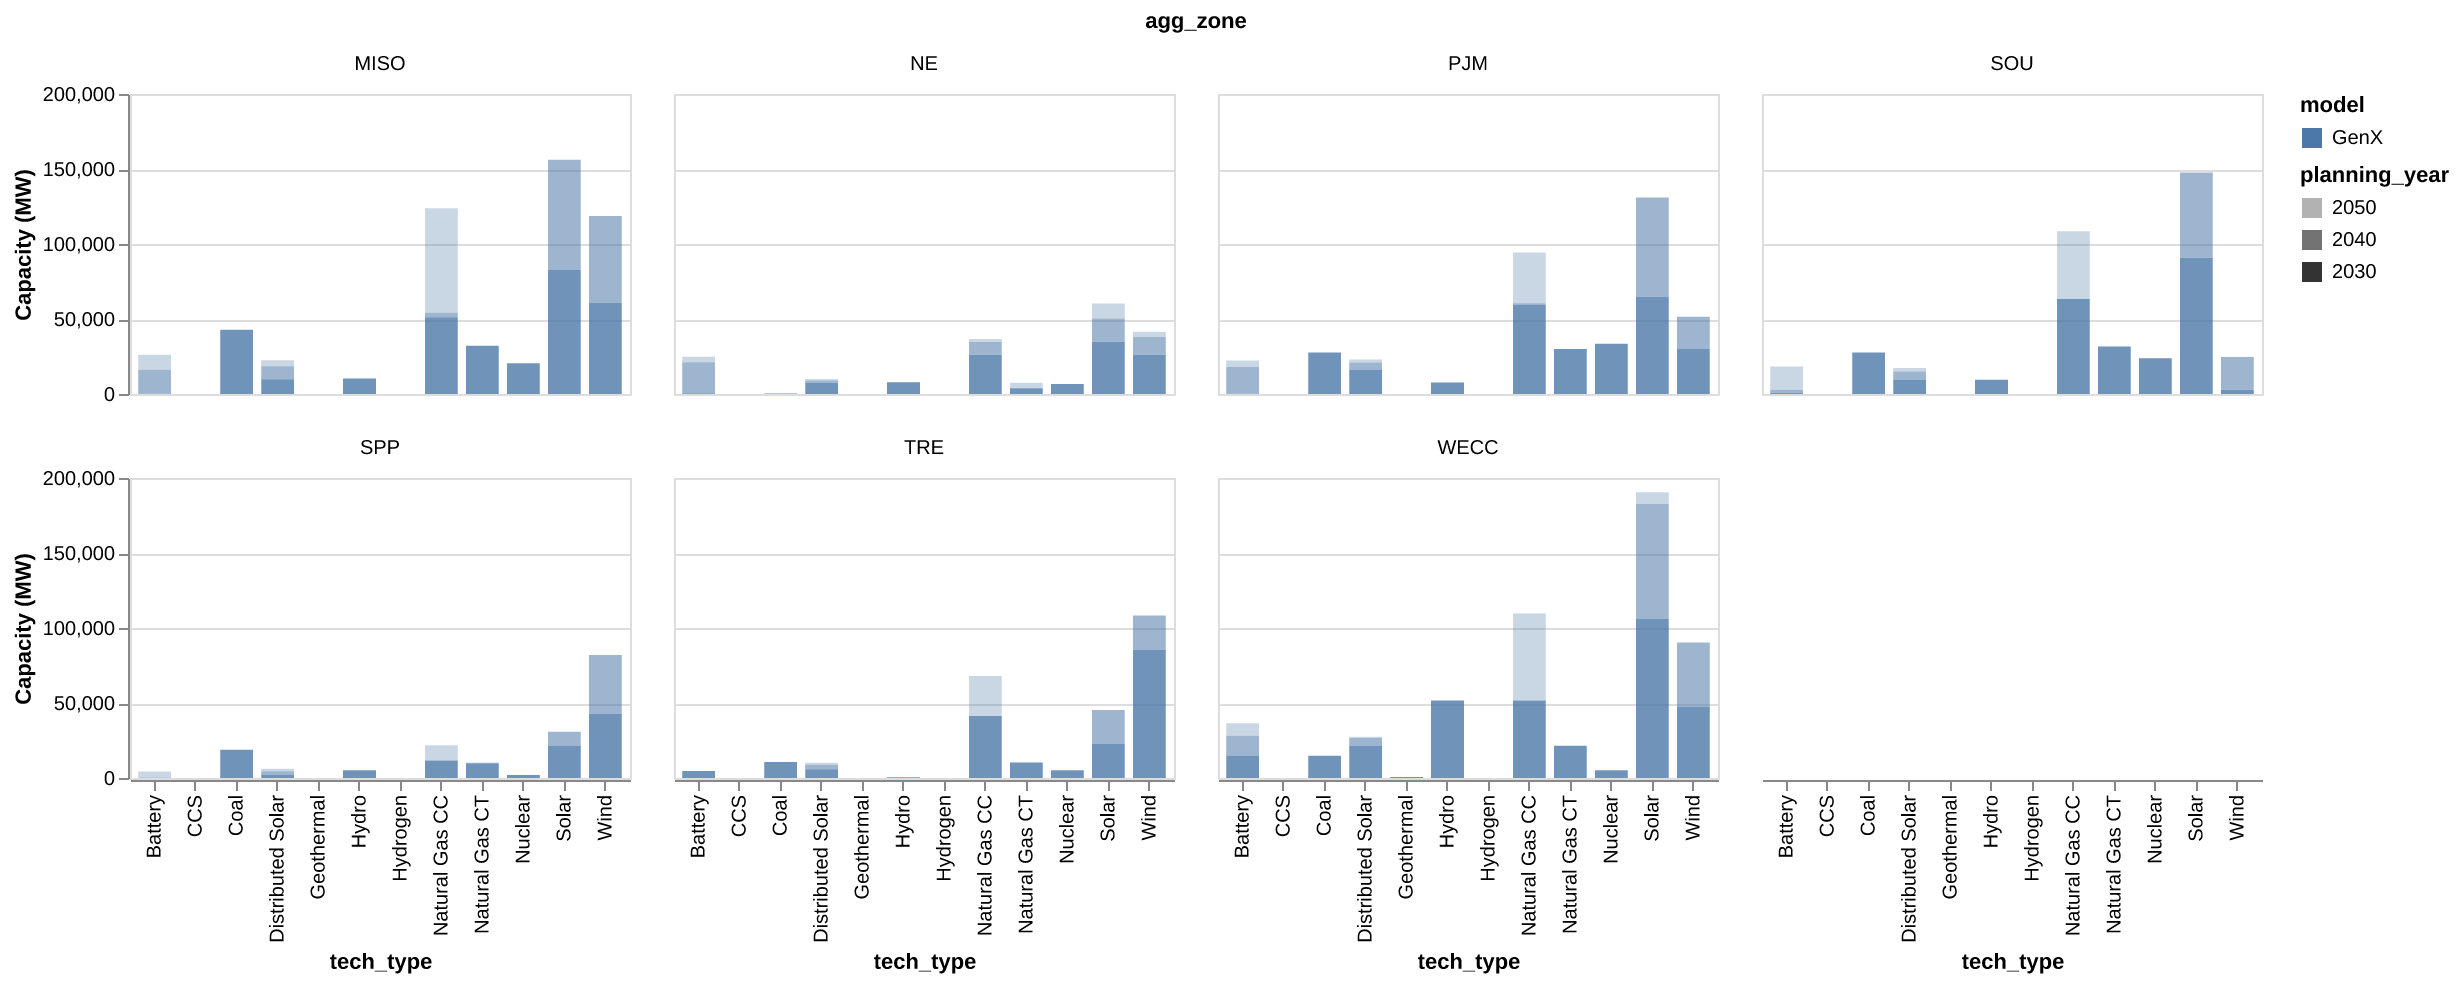 agg_zone
MISO
NE
PJM
SOU
200,000
150,000
100,000
50,000
0
Capacity (MW)
model
GenX
planning_year
2050
2040
2030
SPP
TRE
WECC
200,000
150,000
100,000
50,000
0
Capacity (MW)
Battery
CCS
Coal
Distributed Solar
Geothermal
Hydro
Hydrogen
Natural Gas CC
Natural Gas CT
Nuclear
Solar
Wind
Battery
CCS
Coal
Distributed Solar
Geothermal
Hydro
Hydrogen
Natural Gas CC
Natural Gas CT
Nuclear
Solar
Wind
Battery
CCS
Coal
Distributed Solar
Geothermal
Hydro
Hydrogen
Natural Gas CC
Natural Gas CT
Nuclear
Solar
Wind
Battery
CCS
Coal
Distributed Solar
Geothermal
Hydro
Hydrogen
Natural Gas CC
Natural Gas CT
Nuclear
Solar
Wind
tech_type
tech_type
tech_type
tech_type